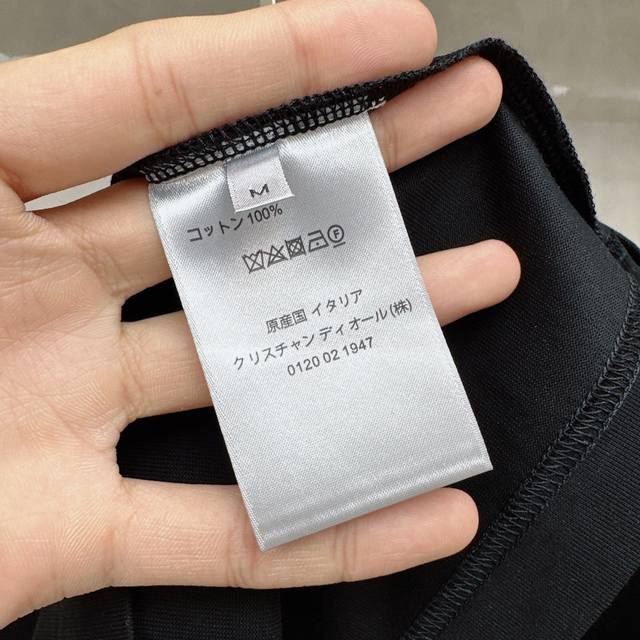 M
コットン100%
原産国 イタリア
クリスチャン ディオール(株)
0120 02 1947